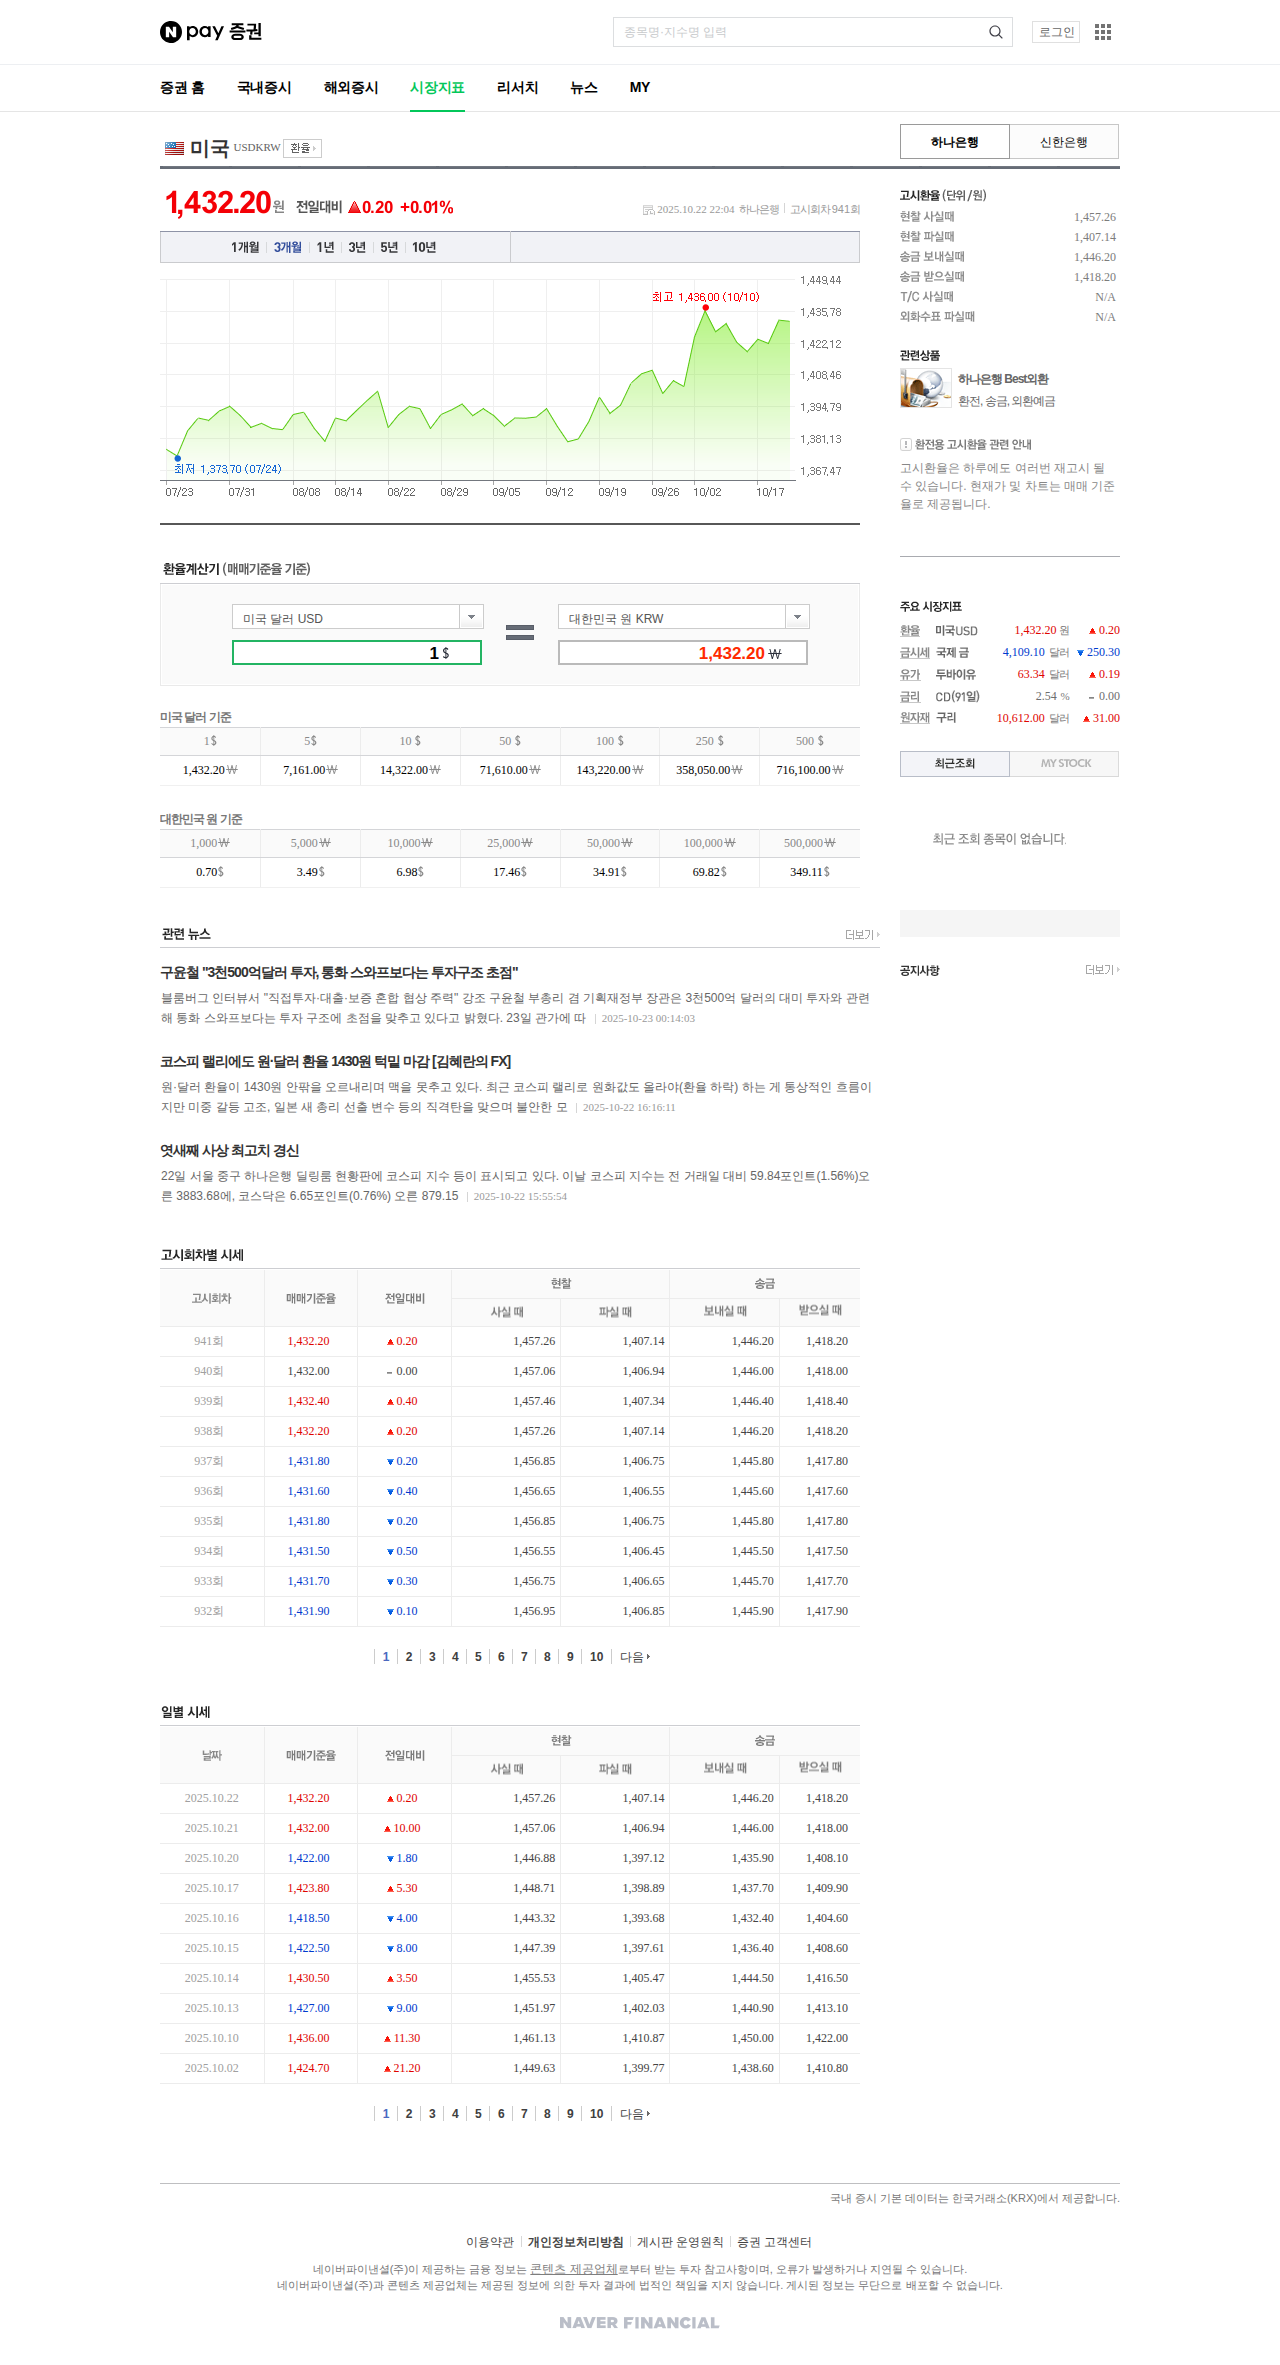 N pay 증권
종목명·지수명 입력
로그인
증권 홈 국내증시 해외증시 시장지표 리서치 뉴스 MY
미국 USDKRW 환율
하나은행 신한은행
1,432.20원 전일대비 ▲0.20 +0.01%
2025.10.22 22:04 하나은행 고시회차941회
1개월 3개월 1년 3년 5년 10년
최고 1,436.00 (10/10)
최저 1,373.70 (07/24)
1,449.44
1,435.78
1,422.12
1,408.46
1,394.79
1,381.13
1,367.47
07/23 07/31 08/08 08/14 08/22 08/29 09/05 09/12 09/19 09/26 10/02 10/17
고시환율 (단위/원)
현찰 사실때 1,457.26
현찰 파실때 1,407.14
송금 보내실때 1,446.20
송금 받으실때 1,418.20
T/C 사실때 N/A
외화수표 파실때 N/A
관련상품
하나은행 Best외환
환전, 송금, 외환예금
환전용 고시환율 관련 안내
고시환율은 하루에도 여러번 재고시 될
수 있습니다. 현재가 및 차트는 매매 기준
율로 제공됩니다.
환율계산기 (매매기준율 기준)
미국 달러 USD
1 $
=
대한민국 원 KRW
1,432.20 ₩
미국 달러 기준
1$ 5$ 10 $ 50 $ 100 $ 250 $ 500 $
1,432.20₩ 7,161.00₩ 14,322.00₩ 71,610.00₩ 143,220.00₩ 358,050.00₩ 716,100.00₩
대한민국 원 기준
1,000₩ 5,000₩ 10,000₩ 25,000₩ 50,000₩ 100,000₩ 500,000₩
0.70$ 3.49$ 6.98$ 17.46$ 34.91$ 69.82$ 349.11$
주요 시장지표
환율 미국USD 1,432.20 원 ▲0.20
금시세 국제 금 4,109.10 달러 ▼250.30
유가 두바이유 63.34 달러 ▲0.19
금리 CD(91일) 2.54 % - 0.00
원자재 구리 10,612.00 달러 ▲31.00
최근조회 MY STOCK
최근 조회 종목이 없습니다.
공지사항 더보기
관련 뉴스 더보기
구윤철 "3천500억달러 투자, 통화 스와프보다는 투자구조 초점"
블룸버그 인터뷰서 "직접투자·대출·보증 혼합 협상 주력" 강조 구윤철 부총리 겸 기획재정부 장관은 3천500억 달러의 대미 투자와 관련
해 통화 스와프보다는 투자 구조에 초점을 맞추고 있다고 밝혔다. 23일 관가에 따 2025-10-23 00:14:03
코스피 랠리에도 원·달러 환율 1430원 턱밑 마감 [김혜란의 FX]
원·달러 환율이 1430원 안팎을 오르내리며 맥을 못추고 있다. 최근 코스피 랠리로 원화값도 올라야(환율 하락) 하는 게 통상적인 흐름이
지만 미중 갈등 고조, 일본 새 총리 선출 변수 등의 직격탄을 맞으며 불안한 모 2025-10-22 16:16:11
엿새째 사상 최고치 경신
22일 서울 중구 하나은행 딜링룸 현황판에 코스피 지수 등이 표시되고 있다. 이날 코스피 지수는 전 거래일 대비 59.84포인트(1.56%)오
른 3883.68에, 코스닥은 6.65포인트(0.76%) 오른 879.15 2025-10-22 15:55:54
고시회차별 시세
고시회차 매매기준율 전일대비 현찰 송금
사실 때 파실 때 보내실 때 받으실 때
941회 1,432.20 ▲0.20 1,457.26 1,407.14 1,446.20 1,418.20
940회 1,432.00 - 0.00 1,457.06 1,406.94 1,446.00 1,418.00
939회 1,432.40 ▲0.40 1,457.46 1,407.34 1,446.40 1,418.40
938회 1,432.20 ▲0.20 1,457.26 1,407.14 1,446.20 1,418.20
937회 1,431.80 ▼0.20 1,456.85 1,406.75 1,445.80 1,417.80
936회 1,431.60 ▼0.40 1,456.65 1,406.55 1,445.60 1,417.60
935회 1,431.80 ▼0.20 1,456.85 1,406.75 1,445.80 1,417.80
934회 1,431.50 ▼0.50 1,456.55 1,406.45 1,445.50 1,417.50
933회 1,431.70 ▼0.30 1,456.75 1,406.65 1,445.70 1,417.70
932회 1,431.90 ▼0.10 1,456.95 1,406.85 1,445.90 1,417.90
1 2 3 4 5 6 7 8 9 10 다음
일별 시세
날짜 매매기준율 전일대비 현찰 송금
사실 때 파실 때 보내실 때 받으실 때
2025.10.22 1,432.20 ▲0.20 1,457.26 1,407.14 1,446.20 1,418.20
2025.10.21 1,432.00 ▲10.00 1,457.06 1,406.94 1,446.00 1,418.00
2025.10.20 1,422.00 ▼1.80 1,446.88 1,397.12 1,435.90 1,408.10
2025.10.17 1,423.80 ▲5.30 1,448.71 1,398.89 1,437.70 1,409.90
2025.10.16 1,418.50 ▼4.00 1,443.32 1,393.68 1,432.40 1,404.60
2025.10.15 1,422.50 ▼8.00 1,447.39 1,397.61 1,436.40 1,408.60
2025.10.14 1,430.50 ▲3.50 1,455.53 1,405.47 1,444.50 1,416.50
2025.10.13 1,427.00 ▼9.00 1,451.97 1,402.03 1,440.90 1,413.10
2025.10.10 1,436.00 ▲11.30 1,461.13 1,410.87 1,450.00 1,422.00
2025.10.02 1,424.70 ▲21.20 1,449.63 1,399.77 1,438.60 1,410.80
1 2 3 4 5 6 7 8 9 10 다음
국내 증시 기본 데이터는 한국거래소(KRX)에서 제공합니다.
이용약관 개인정보처리방침 게시판 운영원칙 증권 고객센터
네이버파이낸셜(주)이 제공하는 금융 정보는 콘텐츠 제공업체로부터 받는 투자 참고사항이며, 오류가 발생하거나 지연될 수 있습니다.
네이버파이낸셜(주)과 콘텐츠 제공업체는 제공된 정보에 의한 투자 결과에 법적인 책임을 지지 않습니다. 게시된 정보는 무단으로 배포할 수 없습니다.
NAVER FINANCIAL